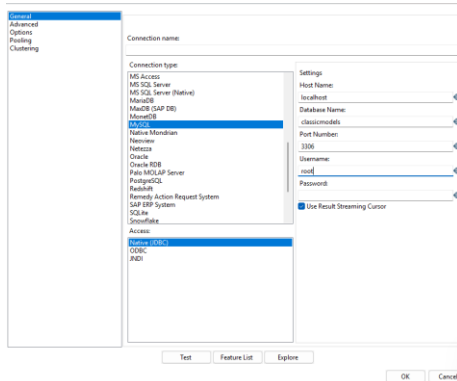 General
Advanced
Options
Pooling
Clustering
Connection name:
Connection type:
MS Access
MS SQL Server
MS SQL Server (Native)
MariaDB
MaxDB (SAP DB)
MonetDB
MySQL
Native Mondrian
Neoview
Netezza
Oracle
Oracle RDB
Palo MOLAP Server
PostgreSQL
Redshift
Remedy Action Request System
SAP ERP System
SQLite
Snowflake
Access:
Native (JDBC)
ODBC
JNDI
Settings
Host Name:
localhost
Database Name:
classicmodels
Port Number:
3306
Username:
root
Password:
Use Result Streaming Cursor
Test Feature List Explore
OK Cancel